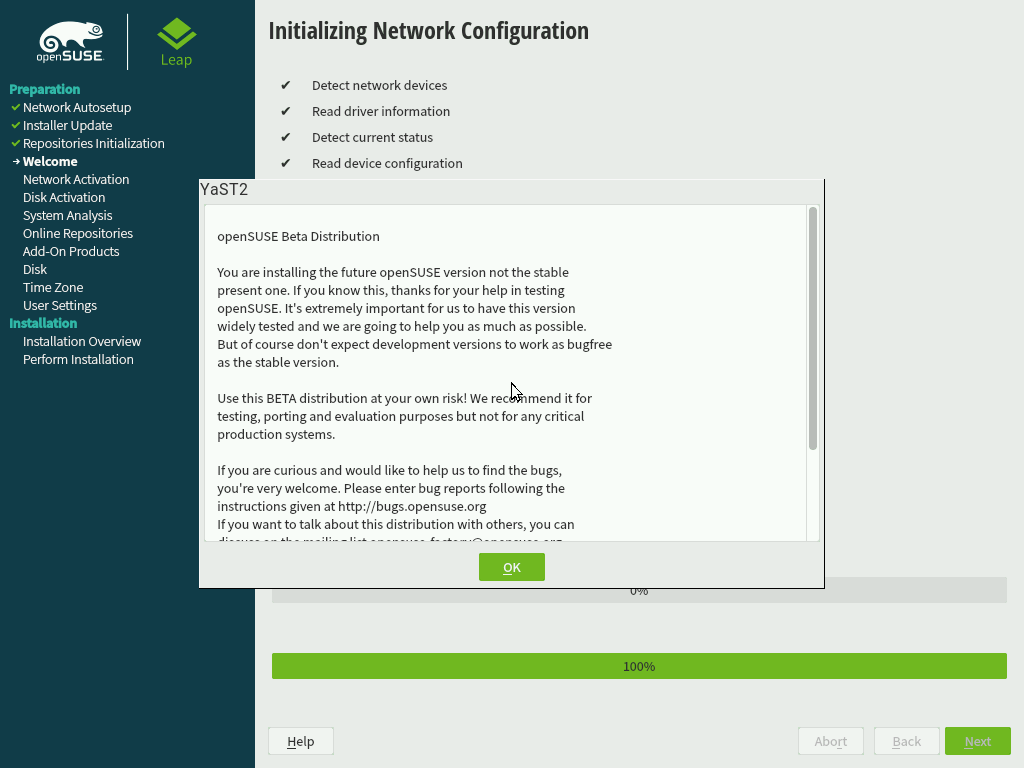 openSUSE
Leap
Preparation
Network Autosetup
Installer Update
Repositories Initialization
Welcome
Network Activation
Disk Activation
System Analysis
Online Repositories
Add-On Products
Disk
Time Zone
User Settings
Installation
Installation Overview
Perform Installation
Initializing Network Configuration
Detect network devices
Read driver information
Detect current status
Read device configuration
YaST2
openSUSE Beta Distribution
You are installing the future openSUSE version not the stable
present one. If you know this, thanks for your help in testing
openSUSE. It's extremely important for us to have this version
widely tested and we are going to help you as much as possible.
But of course don't expect development versions to work as bugfree
as the stable version.
Use this BETA distribution at your own risk! We recommend it for
testing, porting and evaluation purposes but not for any critical
production systems.
If you are curious and would like to help us to find the bugs,
you're very welcome. Please enter bug reports following the
instructions given at http://bugs.opensuse.org
If you want to talk about this distribution with others, you can
discuss on the mailing list opensuse-factory@opensuse.org
OK
0%
100%
Help
Abort
Back
Next